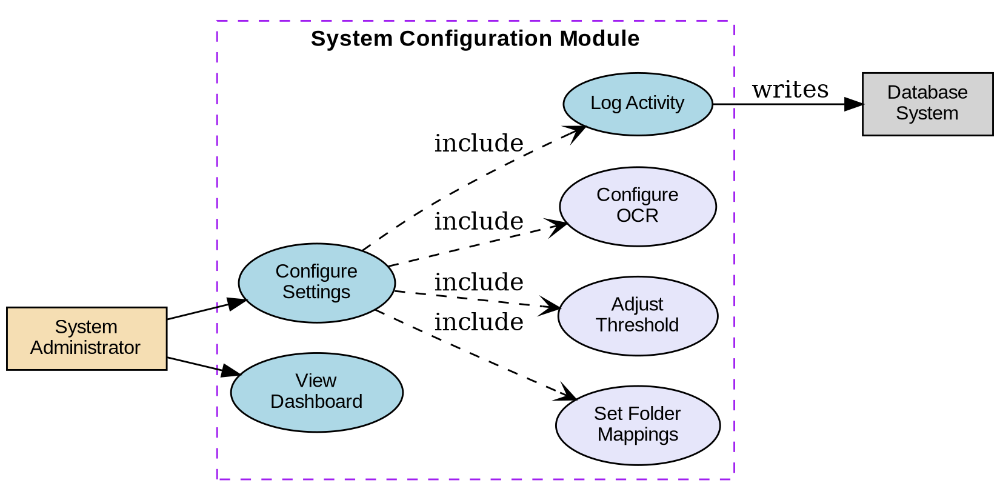 System Configuration Module
Log Activity
writes
Database
System
include
Configure
OCR
include
Configure
Settings
include
Adjust
Threshold
include
System
Administrator
View
Dashboard
Set Folder
Mappings